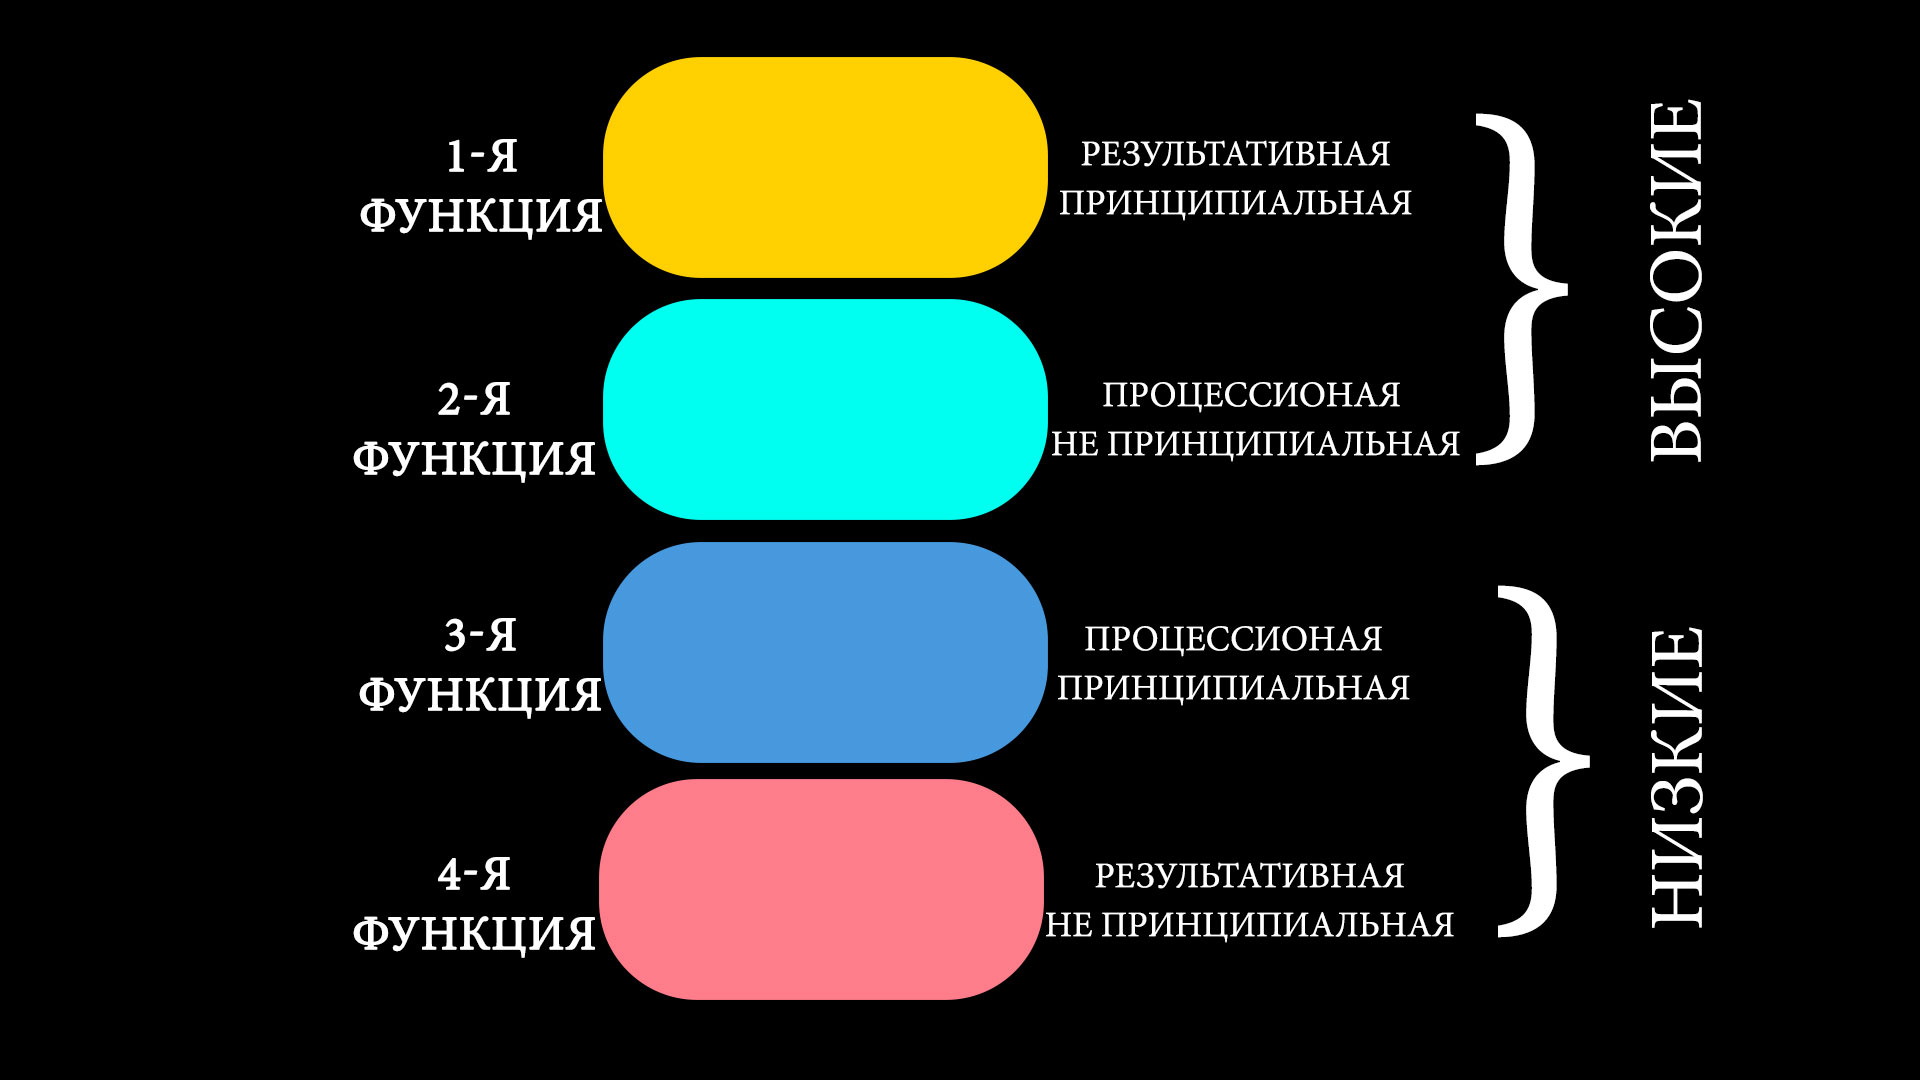 1-Я
ФУНКЦИЯ
РЕЗУЛЬТАТИВНАЯ
ПРИНЦИПИАЛЬНАЯ
2-Я
ФУНКЦИЯ
ПРОЦЕССИОНАЯ
НЕ ПРИНЦИПИАЛЬНАЯ
ВЫСОКИЕ
3-Я
ФУНКЦИЯ
ПРОЦЕССИОНАЯ
ПРИНЦИПИАЛЬНАЯ
4-Я
ФУНКЦИЯ
РЕЗУЛЬТАТИВНАЯ
НЕ ПРИНЦИПИАЛЬНАЯ
НИЗКИЕ